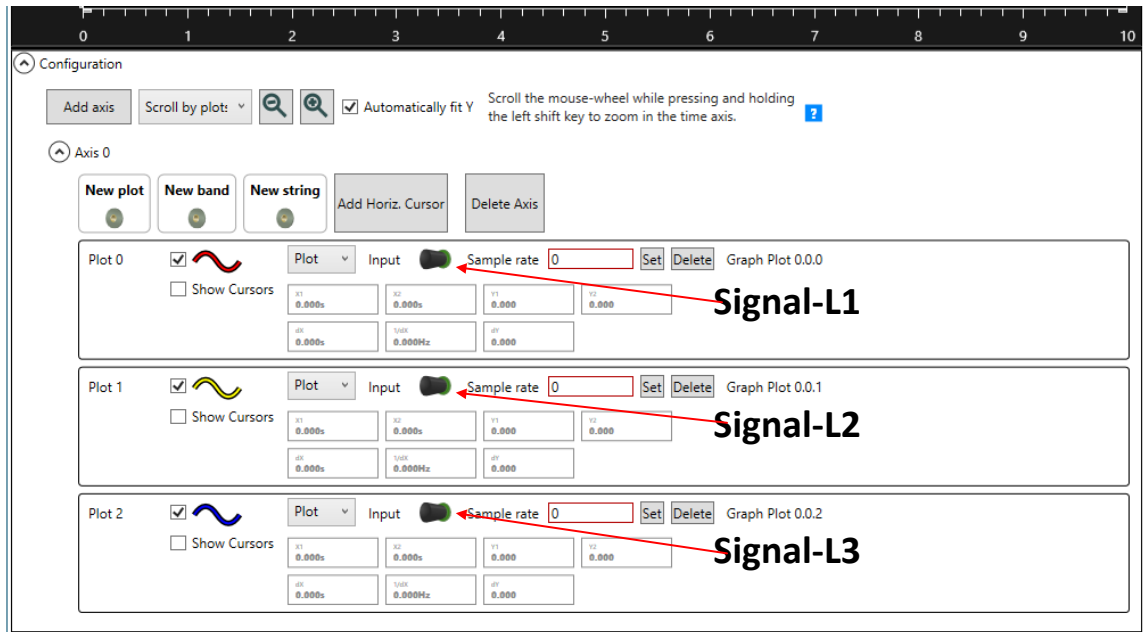 0 1 2 3 4 5 6 7 8 9 10
Configuration
Add axis Scroll by plots Automatically fit Y Scroll the mouse-wheel while pressing and holding
the left shift key to zoom in the time axis. ?
Axis 0
New plot New band New string Add Horiz. Cursor Delete Axis
Plot 0 Plot Input Sample rate 0 Set Delete Graph Plot 0.0.0
Show Cursors X1 X2 Y1 Y2
0.000s 0.000s 0.000 0.000
Signal-L1
dX 1/dX dY
0.000s 0.000Hz 0.000
Plot 1 Plot Input Sample rate 0 Set Delete Graph Plot 0.0.1
Show Cursors X1 X2 Y1 Y2
0.000s 0.000s 0.000 0.000
Signal-L2
dX 1/dX dY
0.000s 0.000Hz 0.000
Plot 2 Plot Input Sample rate 0 Set Delete Graph Plot 0.0.2
Show Cursors X1 X2 Y1 Y2
0.000s 0.000s 0.000 0.000
Signal-L3
dX 1/dX dY
0.000s 0.000Hz 0.000